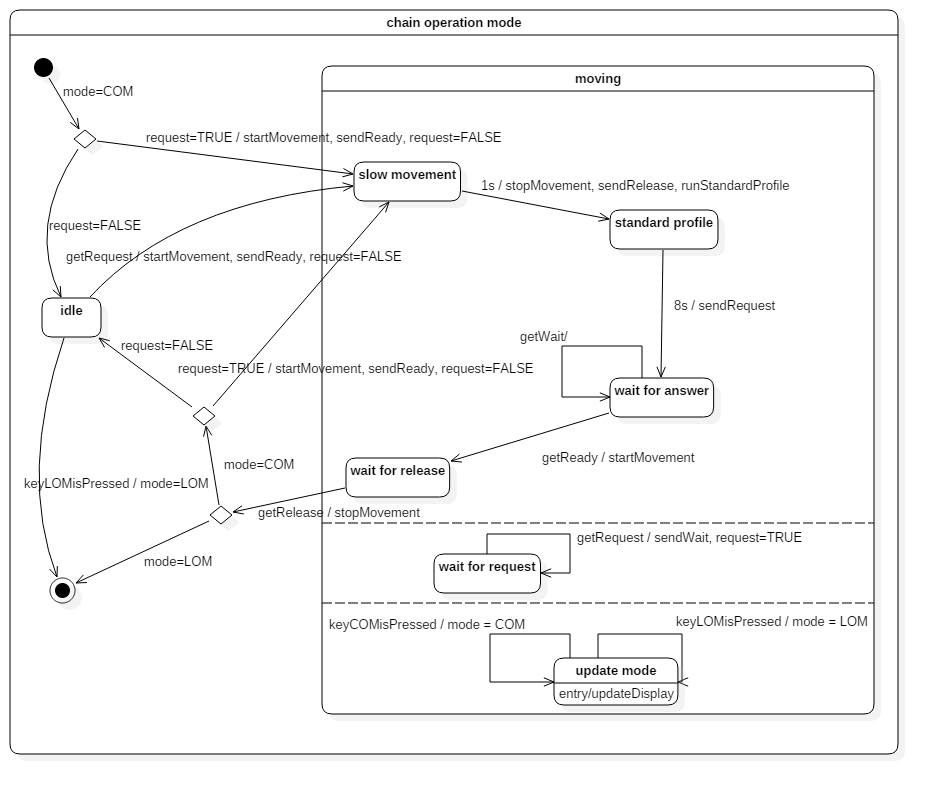 chain operation mode
moving
mode=COM
request=TRUE / startMovement, sendReady, request=FALSE
slow movement
1s / stopMovement, sendRelease, runStandardProfile
standard profile
request=FALSE
getRequest / startMovement, sendReady, request=FALSE
idle
8s / sendRequest
getWait/
request=FALSE
request=TRUE / startMovement, sendReady, request=FALSE
wait for answer
mode=COM
getReady / startMovement
wait for release
keyLOMisPressed / mode=LOM
getRelease / stopMovement
getRequest / sendWait, request=TRUE
mode=LOM
wait for request
keyCOMisPressed / mode = COM
keyLOMisPressed / mode = LOM
update mode
entry/updateDisplay